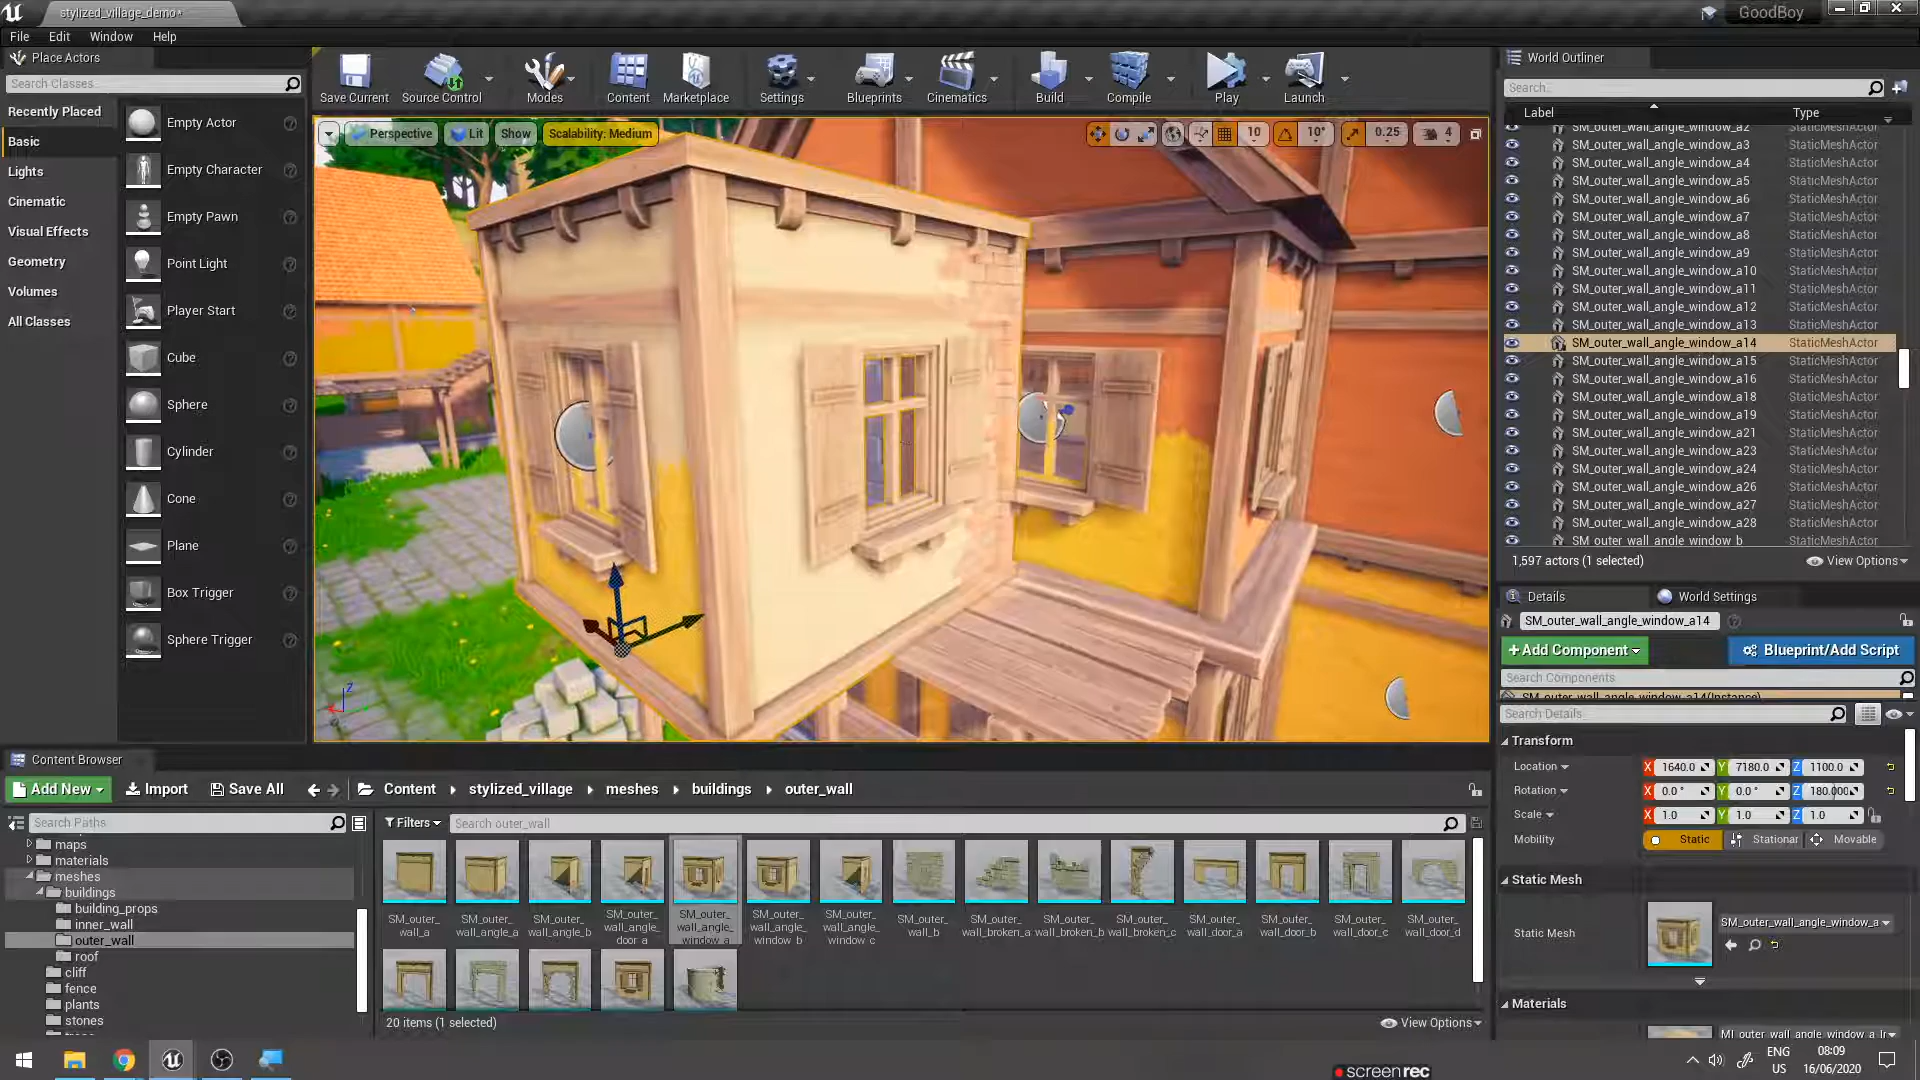 stylized_village_demo*
GoodBoy
File Edit Window Help
Place Actors
Search Classes
Recently Placed
Basic
Lights
Cinematic
Visual Effects
Geometry
Volumes
All Classes
Empty Actor
Empty Character
Empty Pawn
Point Light
Player Start
Cube
Sphere
Cylinder
Cone
Plane
Box Trigger
Sphere Trigger
Save Current Source Control Modes Content Marketplace Settings Blueprints Cinematics Build Compile Play Launch
Perspective Lit Show Scalability: Medium
10 10° 0.25 4
World Outliner
Search...
Label Type
SM_outer_wall_angle_window_a2 StaticMeshActor
SM_outer_wall_angle_window_a3 StaticMeshActor
SM_outer_wall_angle_window_a4 StaticMeshActor
SM_outer_wall_angle_window_a5 StaticMeshActor
SM_outer_wall_angle_window_a6 StaticMeshActor
SM_outer_wall_angle_window_a7 StaticMeshActor
SM_outer_wall_angle_window_a8 StaticMeshActor
SM_outer_wall_angle_window_a9 StaticMeshActor
SM_outer_wall_angle_window_a10 StaticMeshActor
SM_outer_wall_angle_window_a11 StaticMeshActor
SM_outer_wall_angle_window_a12 StaticMeshActor
SM_outer_wall_angle_window_a13 StaticMeshActor
SM_outer_wall_angle_window_a14 StaticMeshActor
SM_outer_wall_angle_window_a15 StaticMeshActor
SM_outer_wall_angle_window_a16 StaticMeshActor
SM_outer_wall_angle_window_a18 StaticMeshActor
SM_outer_wall_angle_window_a19 StaticMeshActor
SM_outer_wall_angle_window_a21 StaticMeshActor
SM_outer_wall_angle_window_a23 StaticMeshActor
SM_outer_wall_angle_window_a24 StaticMeshActor
SM_outer_wall_angle_window_a26 StaticMeshActor
SM_outer_wall_angle_window_a27 StaticMeshActor
SM_outer_wall_angle_window_a28 StaticMeshActor
SM_outer_wall_angle_window_b StaticMeshActor
1,597 actors (1 selected) View Options
Details World Settings
SM_outer_wall_angle_window_a14
+Add Component Blueprint/Add Script
Search Components
SM_outer_wall_angle_window_a14(Instance)
Search Details
Transform
Location X 1640.0 Y 7180.0 Z 1100.0
Rotation X 0.0 ° Y 0.0 ° Z 180.000
Scale X 1.0 Y 1.0 Z 1.0
Mobility Static Stationar Movable
Static Mesh
Static Mesh SM_outer_wall_angle_window_a
Materials
MI_outer_wall_angle_window_a_Ir
Content Browser
Add New Import Save All Content stylized_village meshes buildings outer_wall
Search Paths
Filters Search outer_wall
maps
materials
meshes
buildings
building_props
inner_wall
outer_wall
roof
cliff
fence
plants
stones
SM_outer_wall_a
SM_outer_wall_angle_a
SM_outer_wall_angle_b
SM_outer_wall_angle_door_a
SM_outer_wall_angle_window_a
SM_outer_wall_angle_window_b
SM_outer_wall_angle_window_c
SM_outer_wall_b
SM_outer_wall_broken_a
SM_outer_wall_broken_b
SM_outer_wall_broken_c
SM_outer_wall_door_a
SM_outer_wall_door_b
SM_outer_wall_door_c
SM_outer_wall_door_d
20 items (1 selected) View Options
screenrec
ENG
US
08:09
16/06/2020